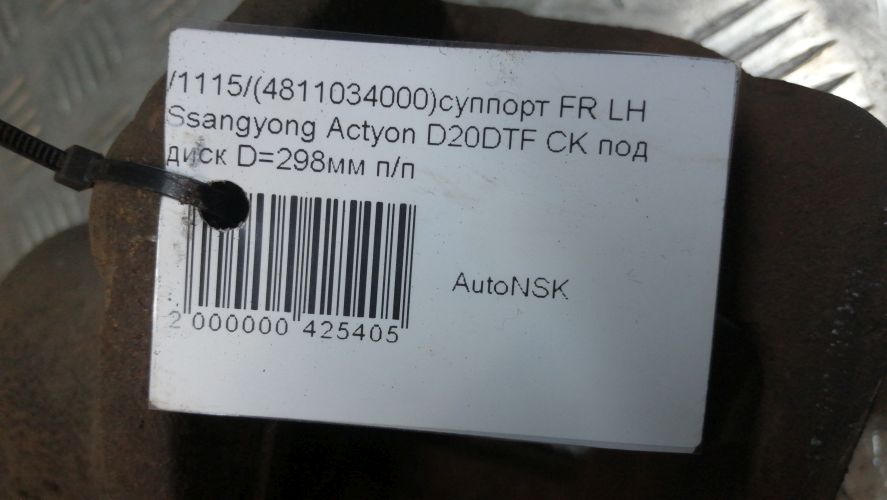 /1115/(4811034000)суппорт FR LH
Ssangyong Actyon D20DTF CK под
диск D=298мм п/п
AutoNSK
2 000000 425405